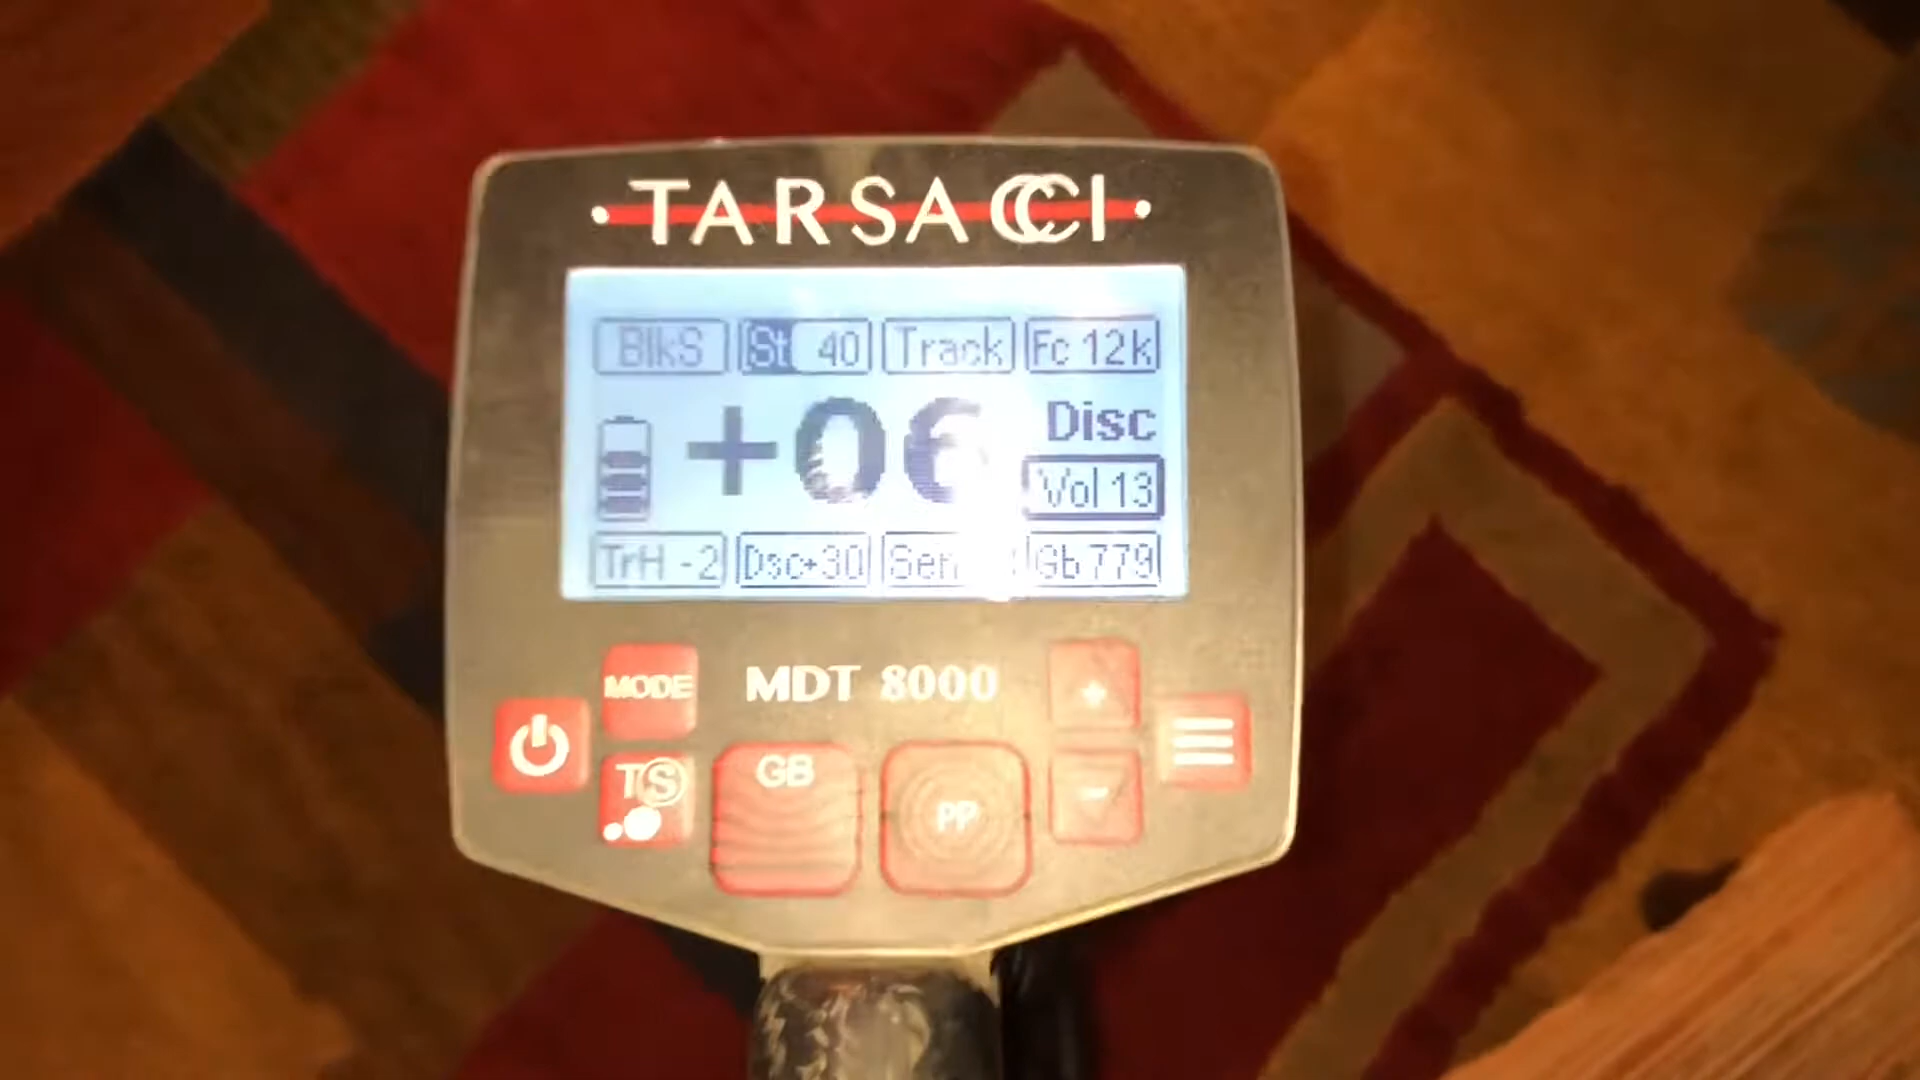 TARSACCI
BlkS St 40 Track Fc 12k
+06 Disc
Vol 13
TrH -2 Dsc+30 Sen Gb 779
MODE MDT 8000 +
TS GB PP -